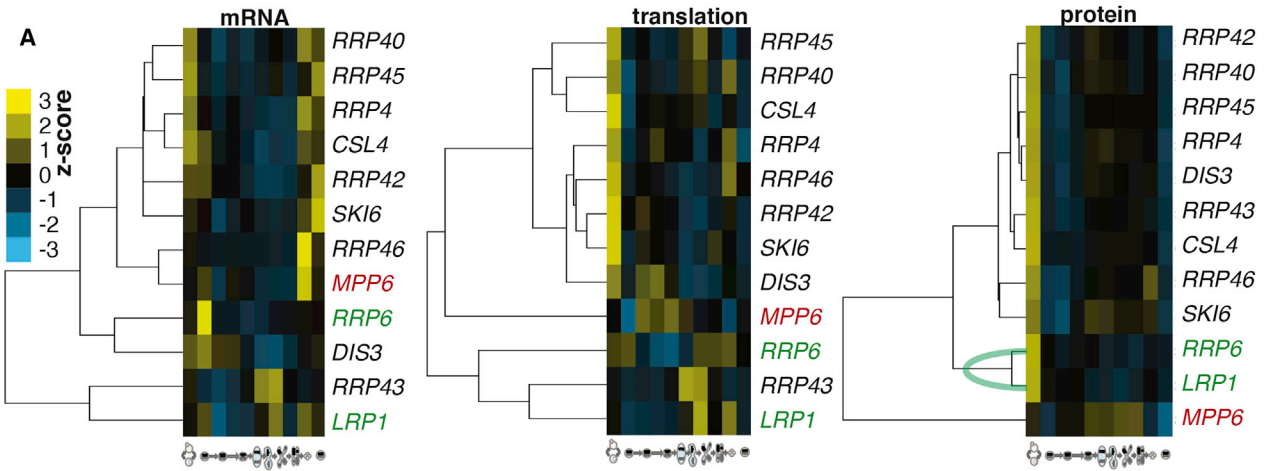 A
mRNA
z-score
3
2
1
0
-1
-2
-3
RRP40
RRP45
RRP4
CSL4
RRP42
SKI6
RRP46
MPP6
RRP6
DIS3
RRP43
LRP1
translation
RRP45
RRP40
CSL4
RRP4
RRP46
RRP42
SKI6
DIS3
MPP6
RRP6
RRP43
LRP1
protein
RRP42
RRP40
RRP45
RRP4
DIS3
RRP43
CSL4
RRP46
SKI6
RRP6
LRP1
MPP6